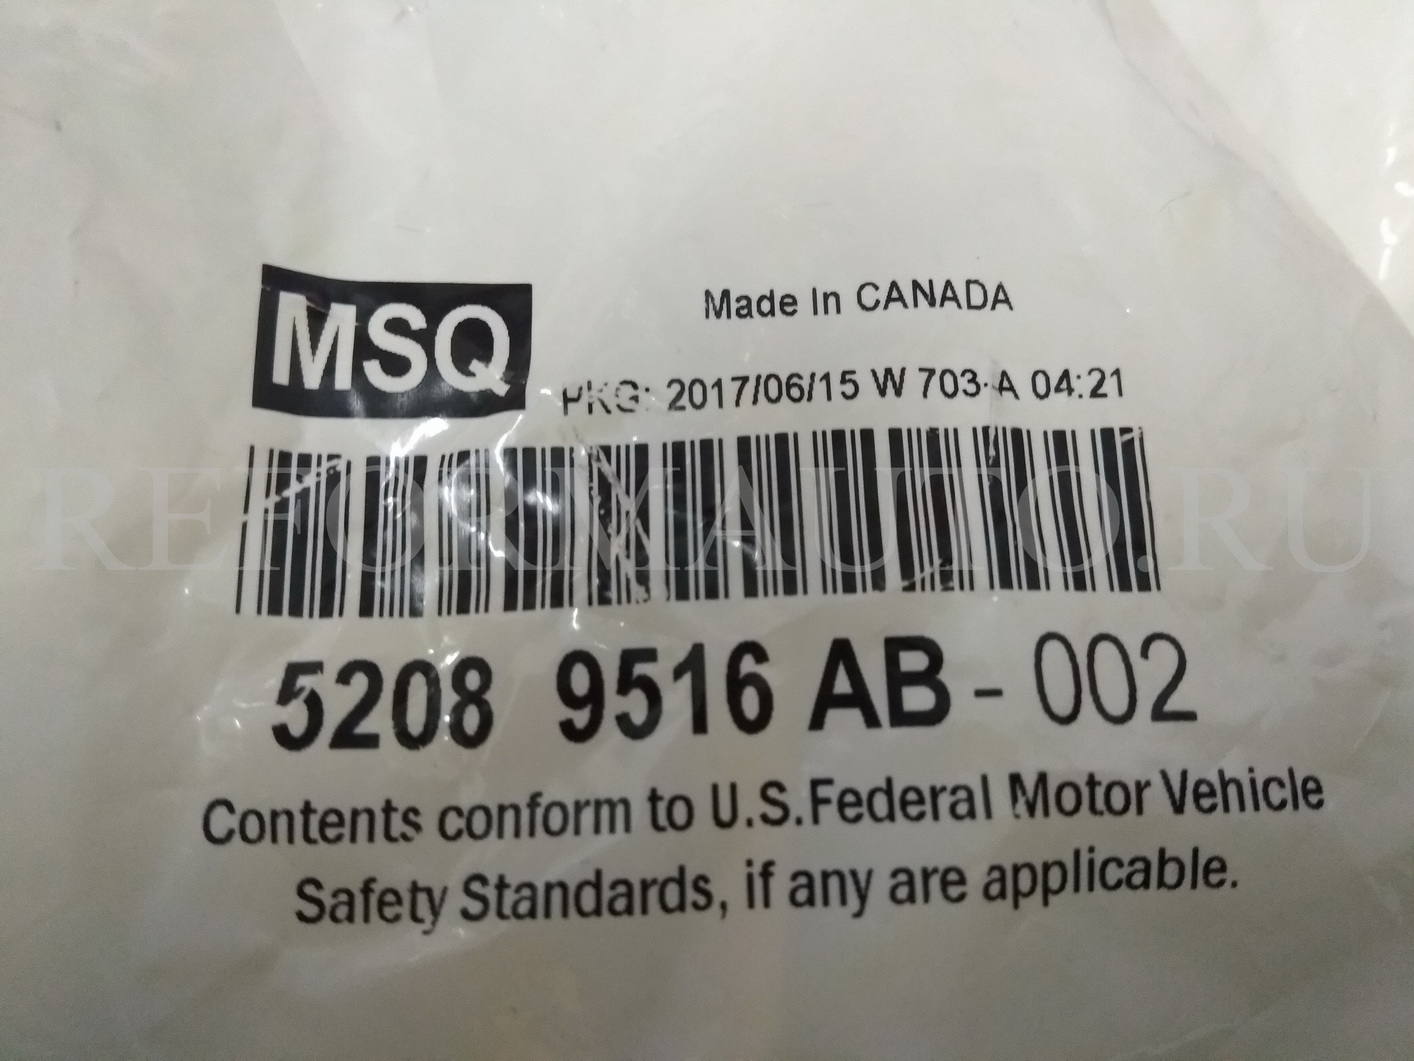 MSQ
Made In CANADA
PKG: 2017/06/15 W 703-A 04:21
REFORMAUTO.RU
5208 9516 AB - 002
Contents conform to U.S.Federal Motor Vehicle
Safety Standards, if any are applicable.